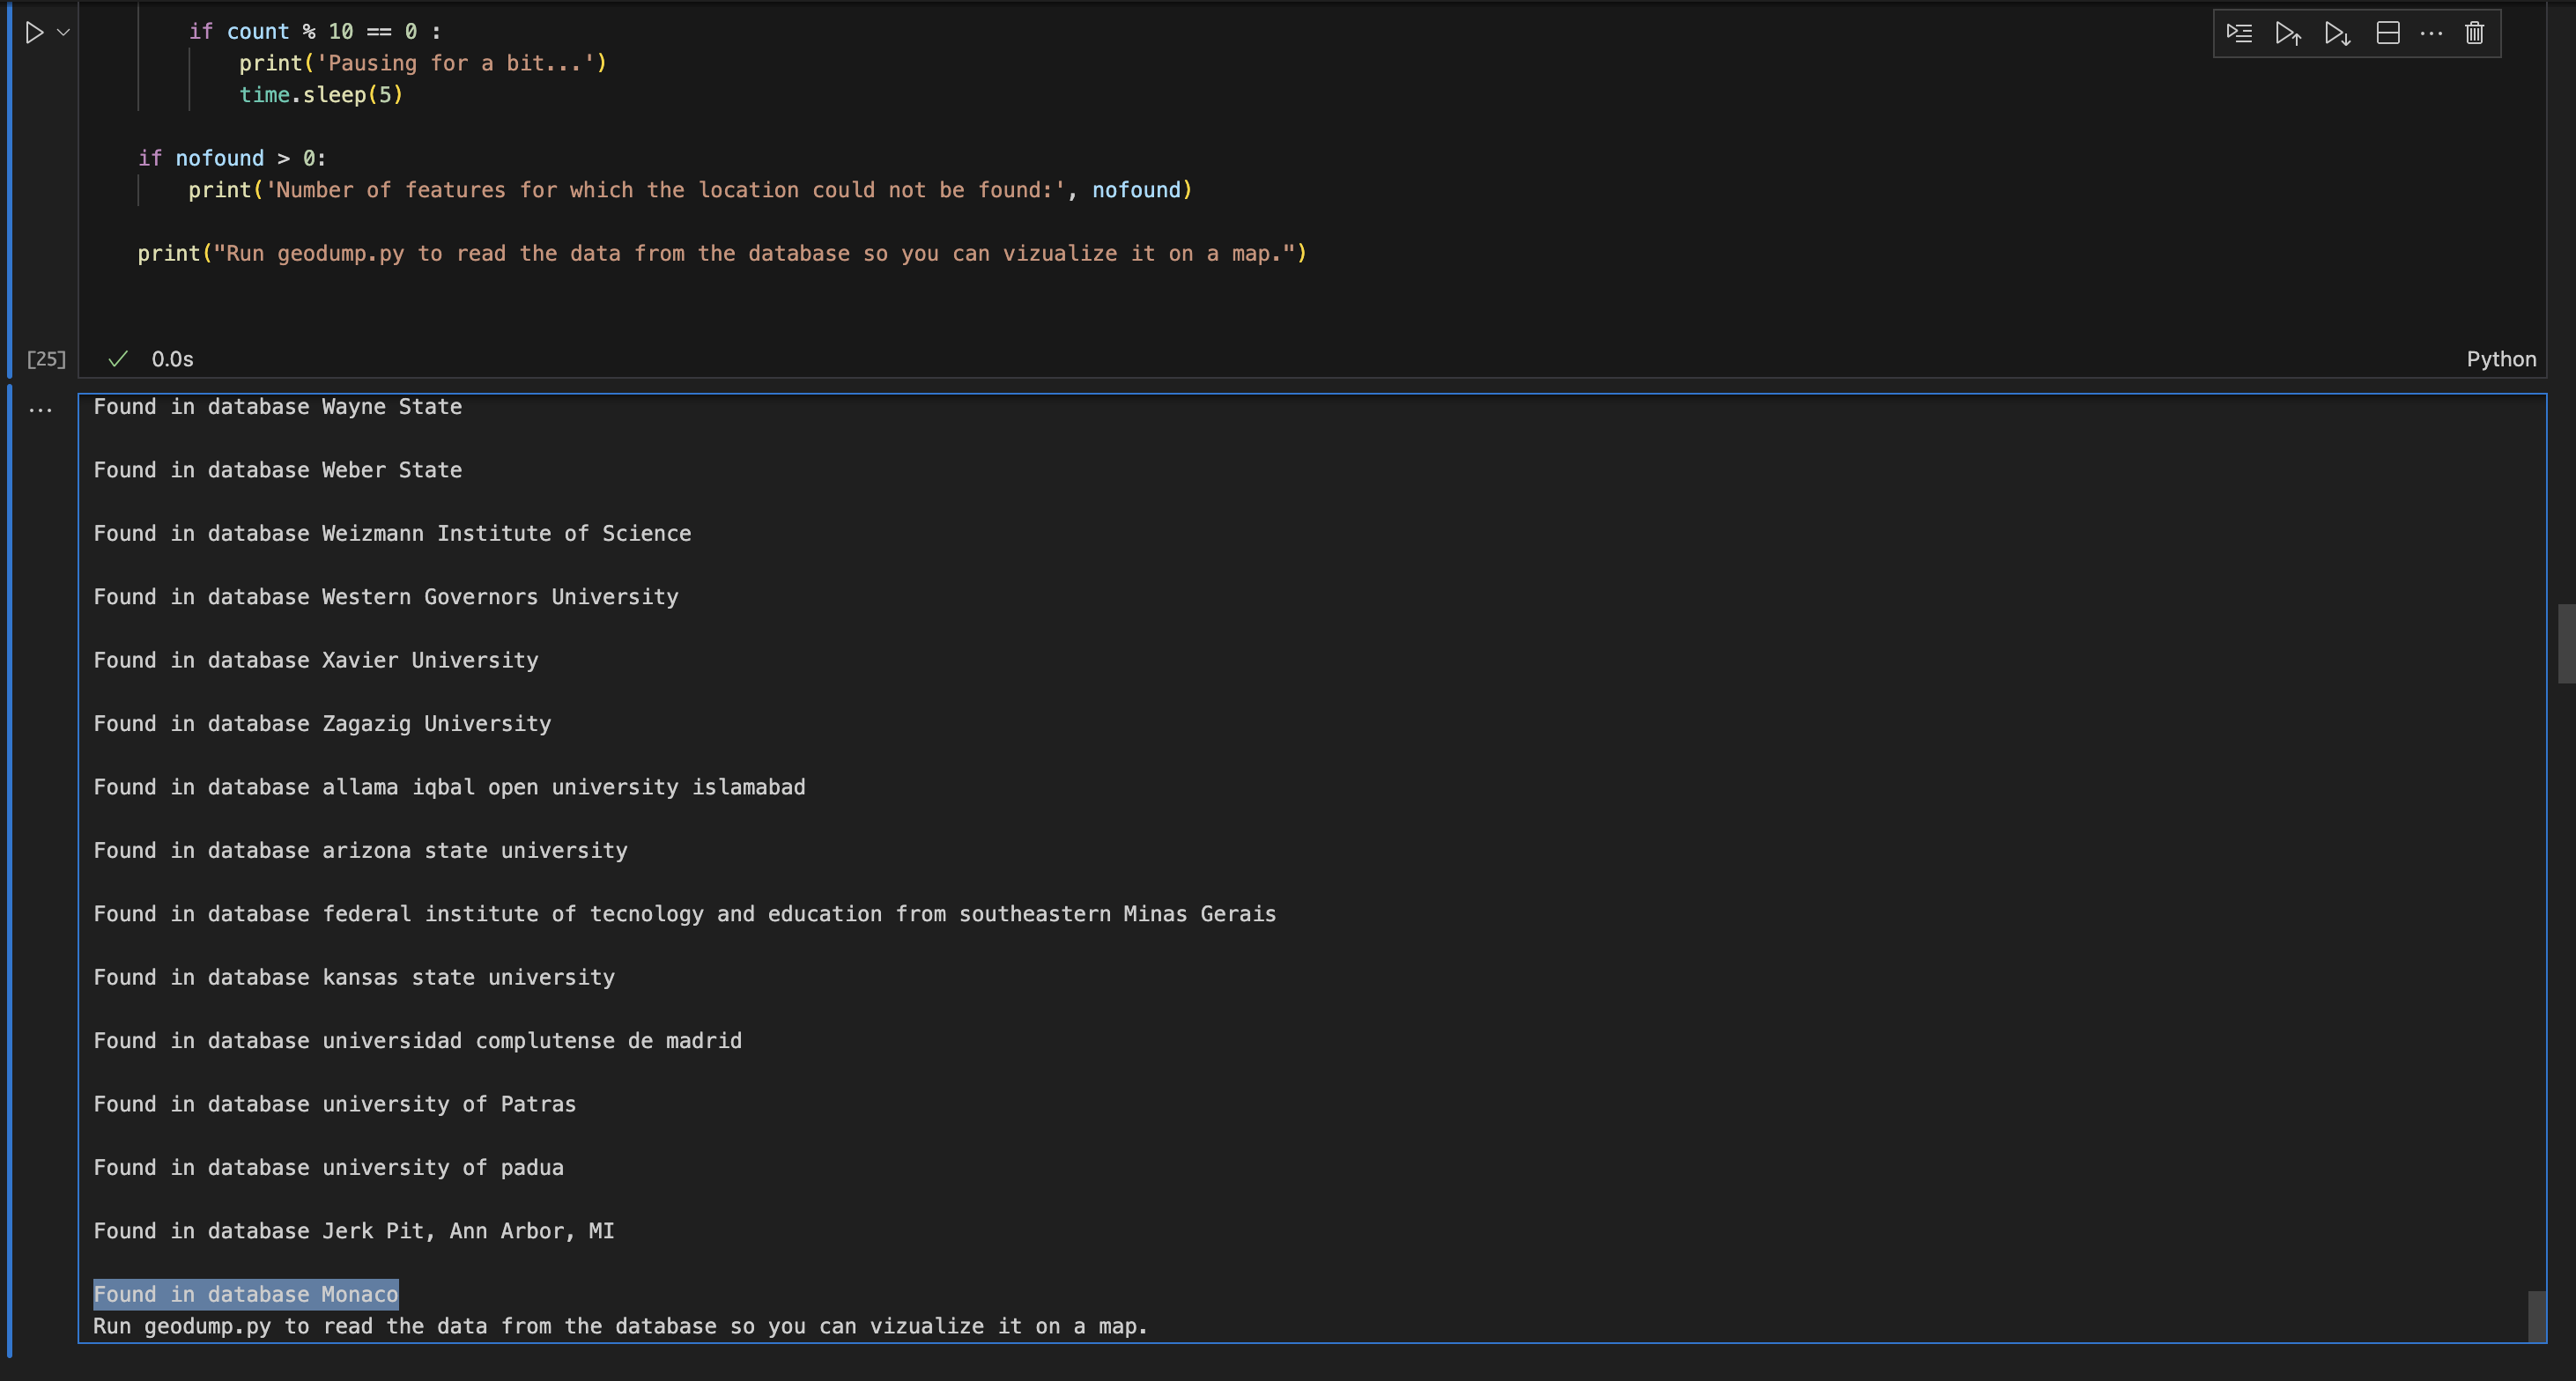 if count % 10 == 0 :
print('Pausing for a bit...')
time.sleep(5)
if nofound > 0:
print('Number of features for which the location could not be found:', nofound)
print("Run geodump.py to read the data from the database so you can vizualize it on a map.")
[25]
0.0s
Python
Found in database Wayne State
Found in database Weber State
Found in database Weizmann Institute of Science
Found in database Western Governors University
Found in database Xavier University
Found in database Zagazig University
Found in database allama iqbal open university islamabad
Found in database arizona state university
Found in database federal institute of tecnology and education from southeastern Minas Gerais
Found in database kansas state university
Found in database universidad complutense de madrid
Found in database university of Patras
Found in database university of padua
Found in database Jerk Pit, Ann Arbor, MI
Found in database Monaco
Run geodump.py to read the data from the database so you can vizualize it on a map.